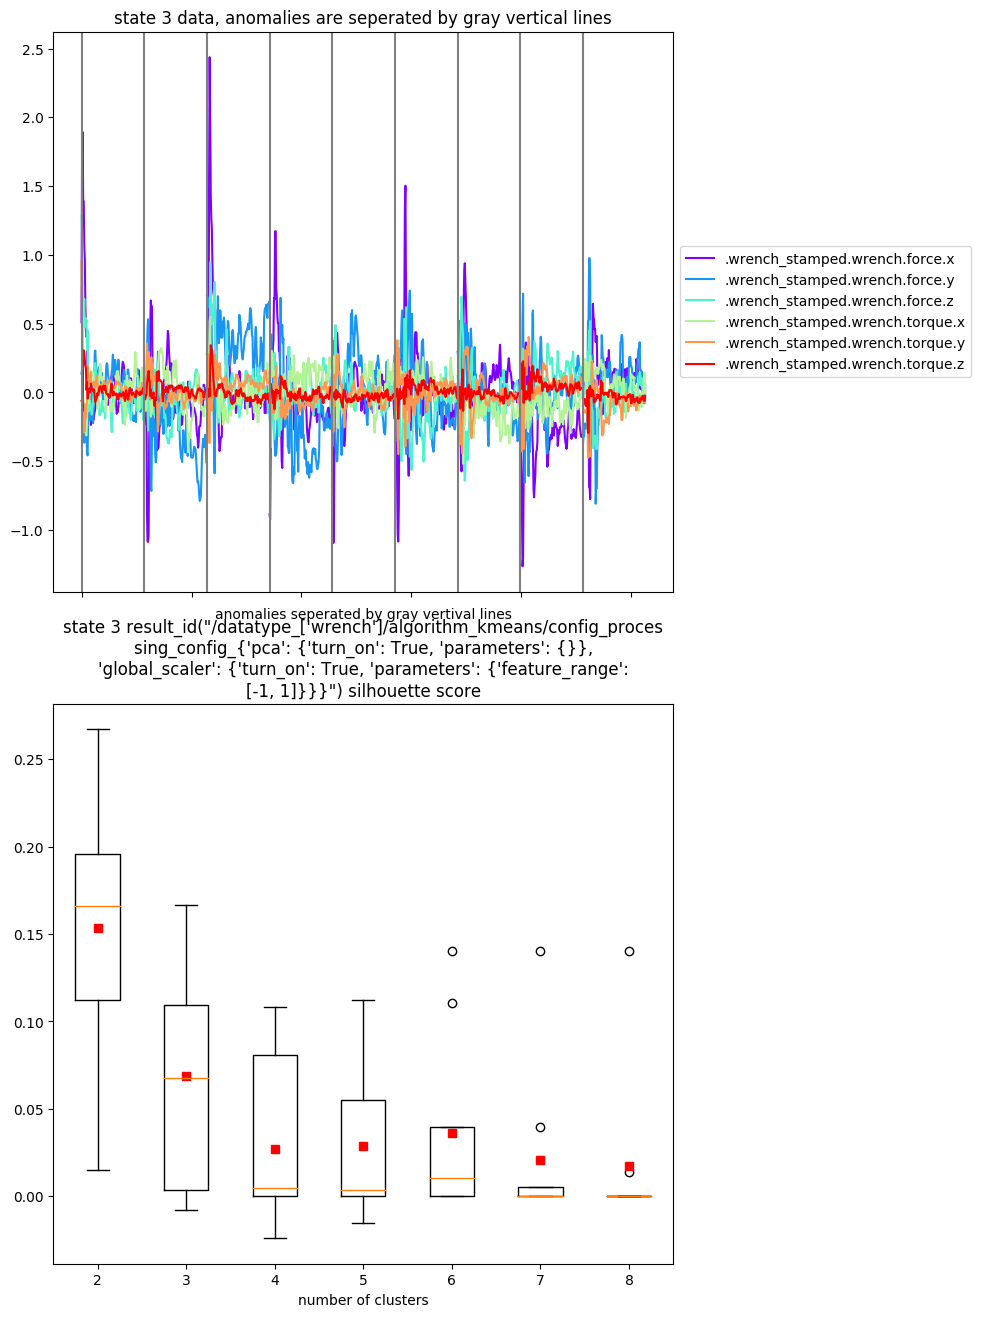 state 3 data, anomalies are seperated by gray vertical lines
2.5
2.0
1.5
1.0
0.5
0.0
−0.5
−1.0
.wrench_stamped.wrench.force.x
.wrench_stamped.wrench.force.y
.wrench_stamped.wrench.force.z
.wrench_stamped.wrench.torque.x
.wrench_stamped.wrench.torque.y
.wrench_stamped.wrench.torque.z
anomalies seperated by gray vertival lines
state 3 result_id("/datatype_['wrench']/algorithm_kmeans/config_proces
sing_config_{'pca': {'turn_on': True, 'parameters': {}},
'global_scaler': {'turn_on': True, 'parameters': {'feature_range':
[-1, 1]}}}") silhouette score
0.25
0.20
0.15
0.10
0.05
0.00
2 3 4 5 6 7 8
number of clusters